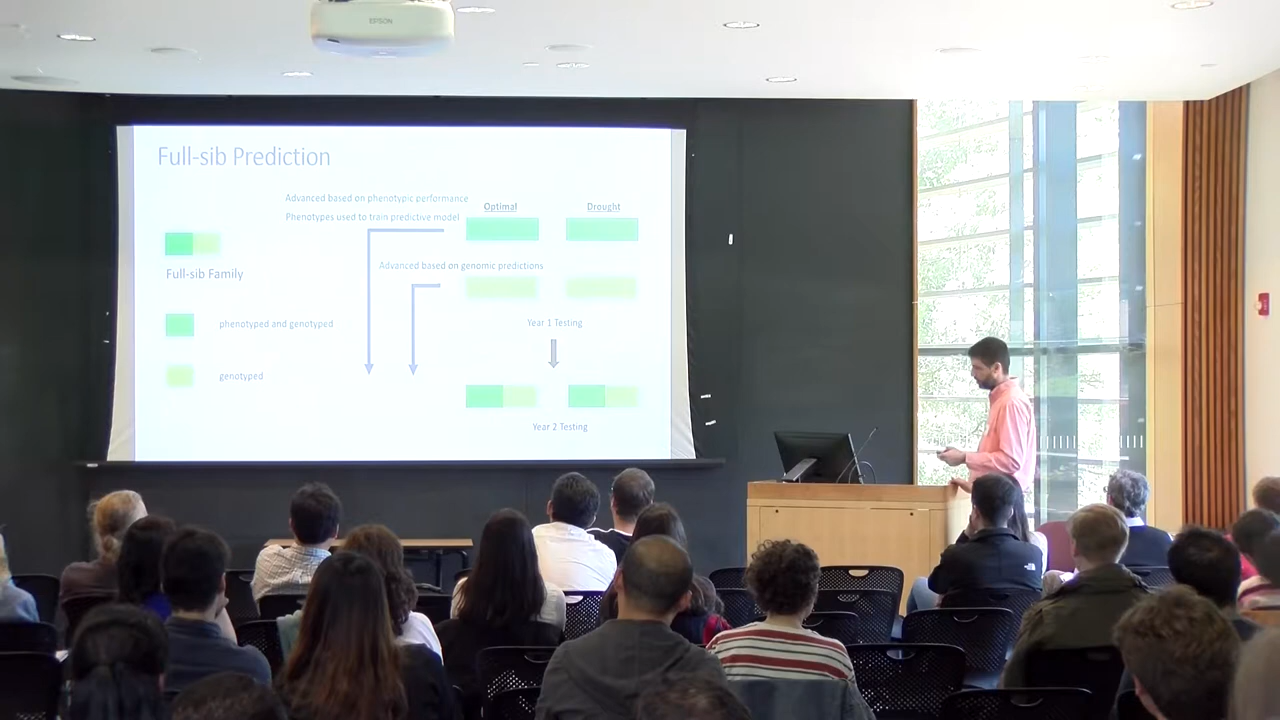 EPSON
Full-sib Prediction
Advanced based on phenotypic performance
Phenotypes used to train predictive model
Optimal
Drought
Advanced based on genomic predictions
Full-sib Family
phenotyped and genotyped
Year 1 Testing
genotyped
Year 2 Testing